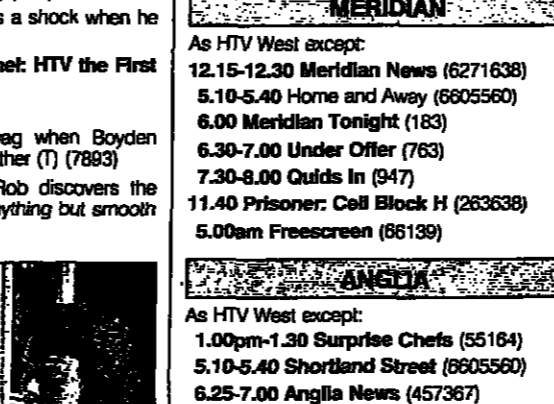 s a shock when he
nel: HTV the First
ag when Boyden
ther (T) (7893)
Rob discovers the
ything but smooth
MERIDIAN
As HTV West except:
12.15-12.30 Meridian News (6271638)
5.10-5.40 Home and Away (6605560)
6.00 Meridian Tonight (183)
6.30-7.00 Under Offer (763)
7.30-8.00 Quids In (947)
11.40 Prisoner: Cell Block H (263638)
5.00am Freescreen (66139)
ANGLIA
As HTV West except:
1.00pm-1.30 Surprise Chefs (55164)
5.10-5.40 Shortland Street (6605560)
6.25-7.00 Anglia News (457367)